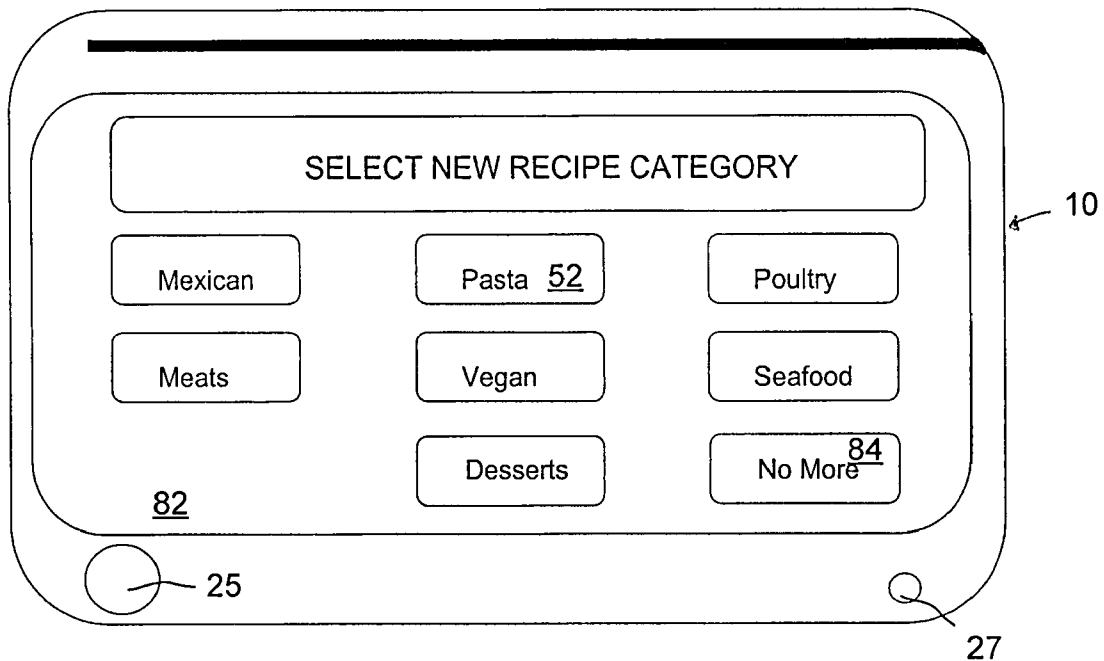 SELECT NEW RECIPE CATEGORY
10
Mexican
Pasta 52
Poultry
Meats
Vegan
Seafood
Desserts
No More 84
82
25
27